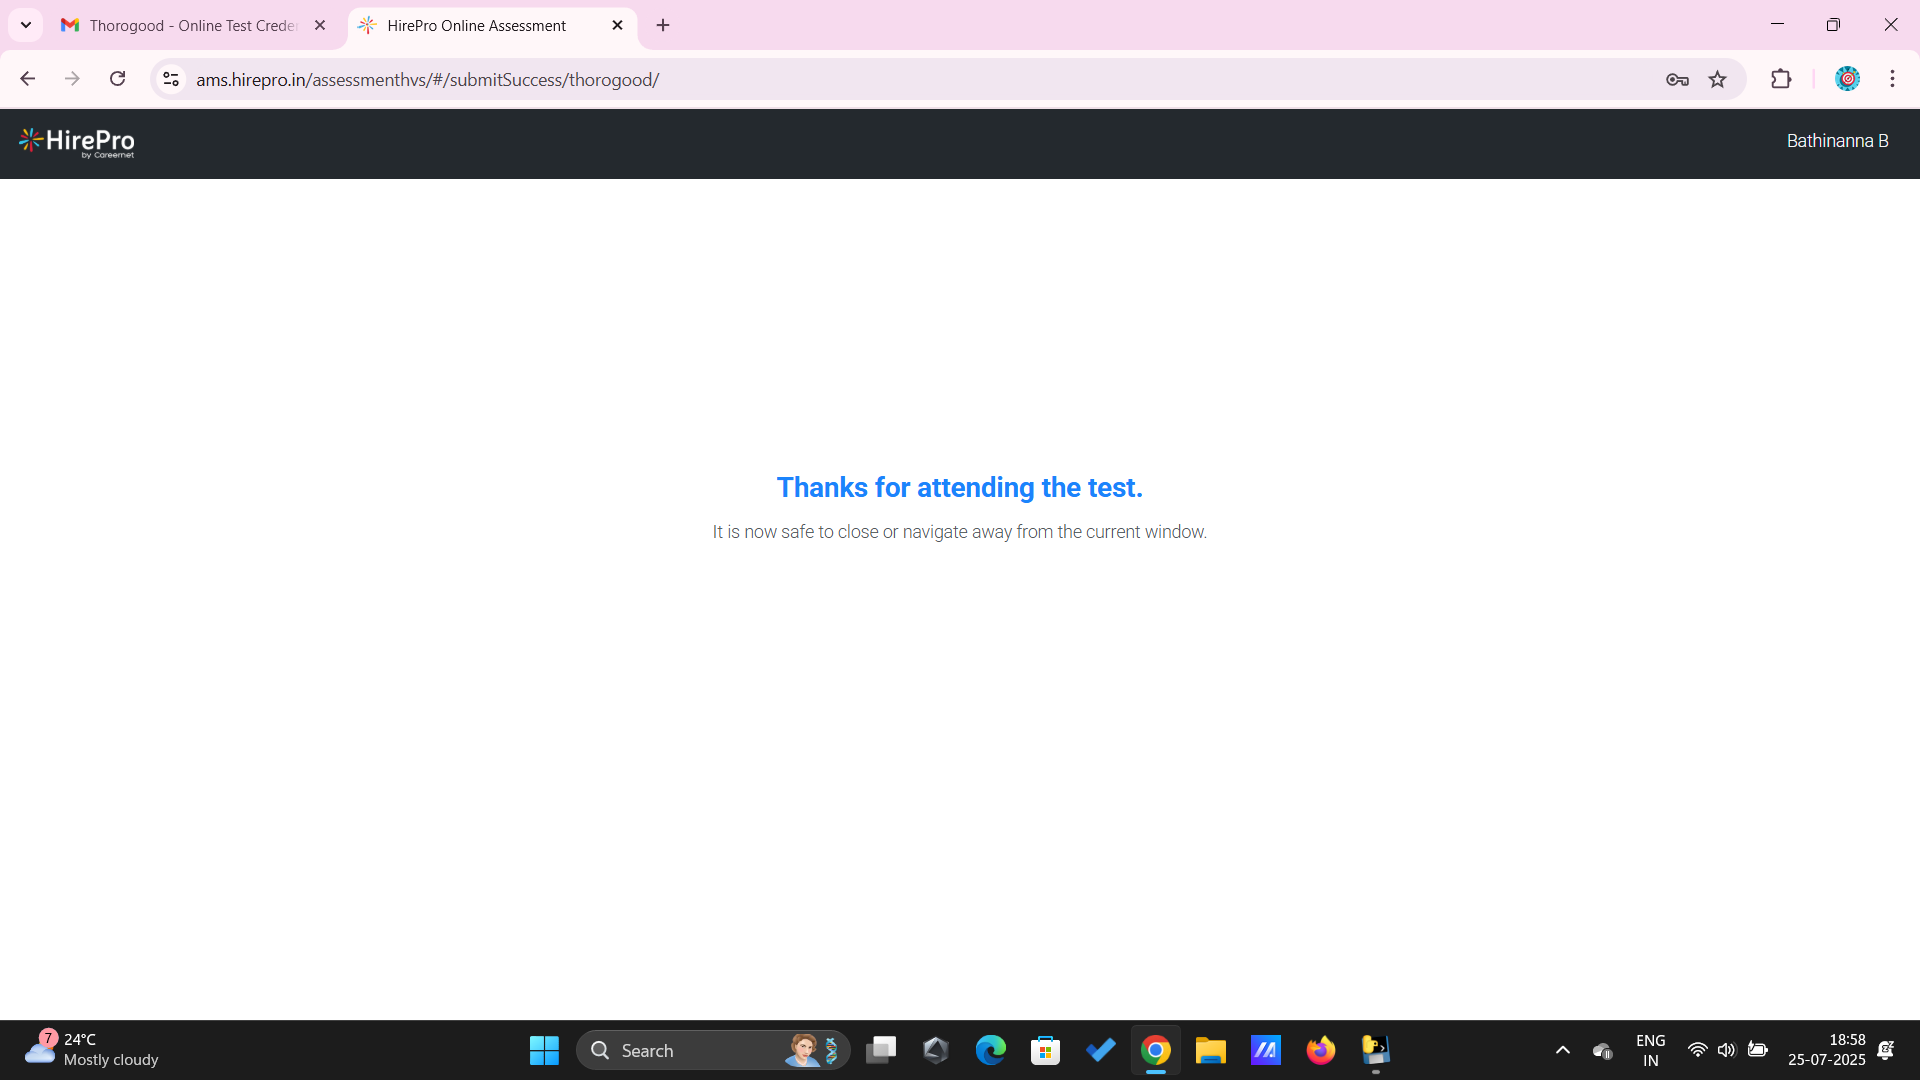 Thorogood - Online Test Creder
HirePro Online Assessment
ams.hirepro.in/assessmenthvs/#/submitSuccess/thorogood/
HirePro
by Careernet
Bathinanna B
Thanks for attending the test.
It is now safe to close or navigate away from the current window.
7
24°C
Mostly cloudy
Search
ENG
IN
18:58
25-07-2025